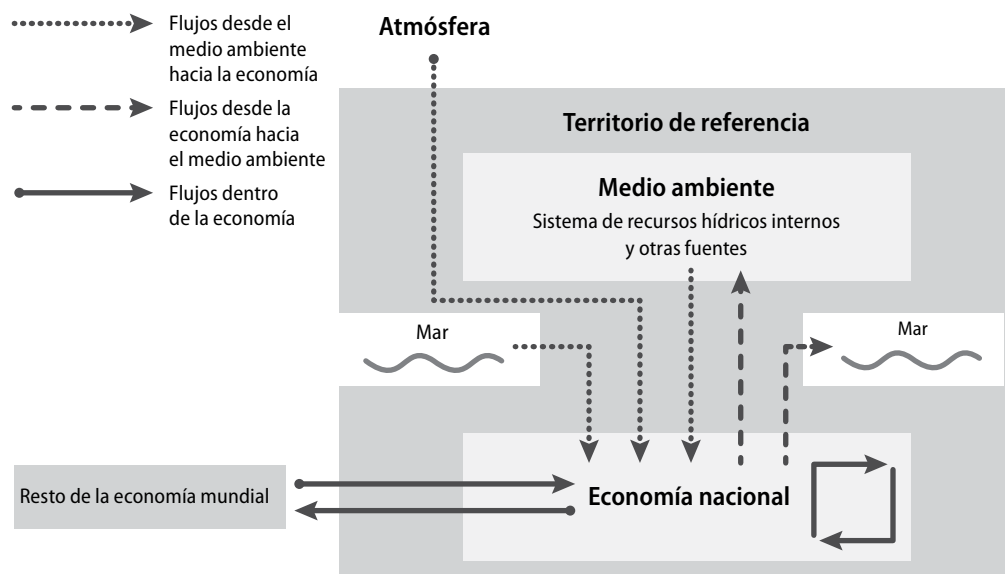 Flujos desde el
medio ambiente
hacia la economía
Flujos desde la
economía hacia
el medio ambiente
Flujos dentro
de la economía
Atmósfera
Territorio de referencia
Medio ambiente
Sistema de recursos hídricos internos
y otras fuentes
Mar
Mar
Resto de la economía mundial
Economía nacional